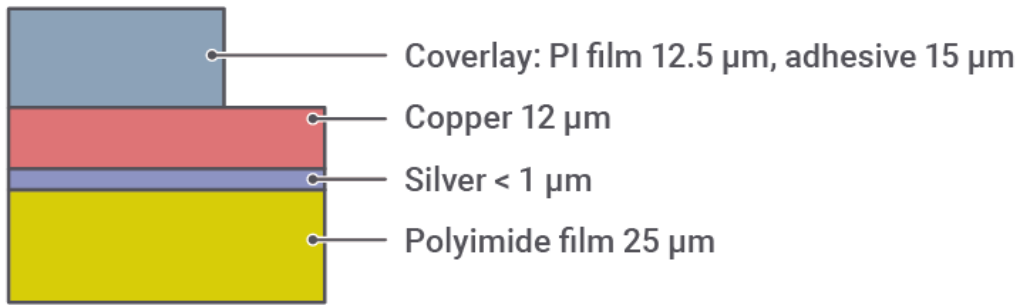 Coverlay: PI film 12.5 μm, adhesive 15 μm
Copper 12 μm
Silver < 1 μm
Polyimide film 25 μm